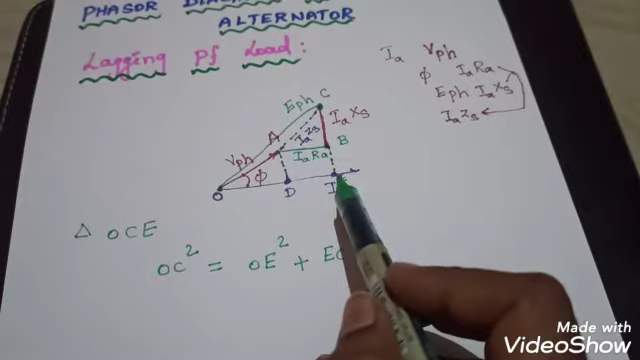 PHASOR
ALTERNATOR
Lagging Pf Load:
Ia Vph
ϕ IaRa
Eph IaXs
IaZs
Eph C
IaXs
IaZs
A
B
IaRa
Vph
ϕ
O
D
△ OCE
OC² = OE² +
Made with
VideoShow